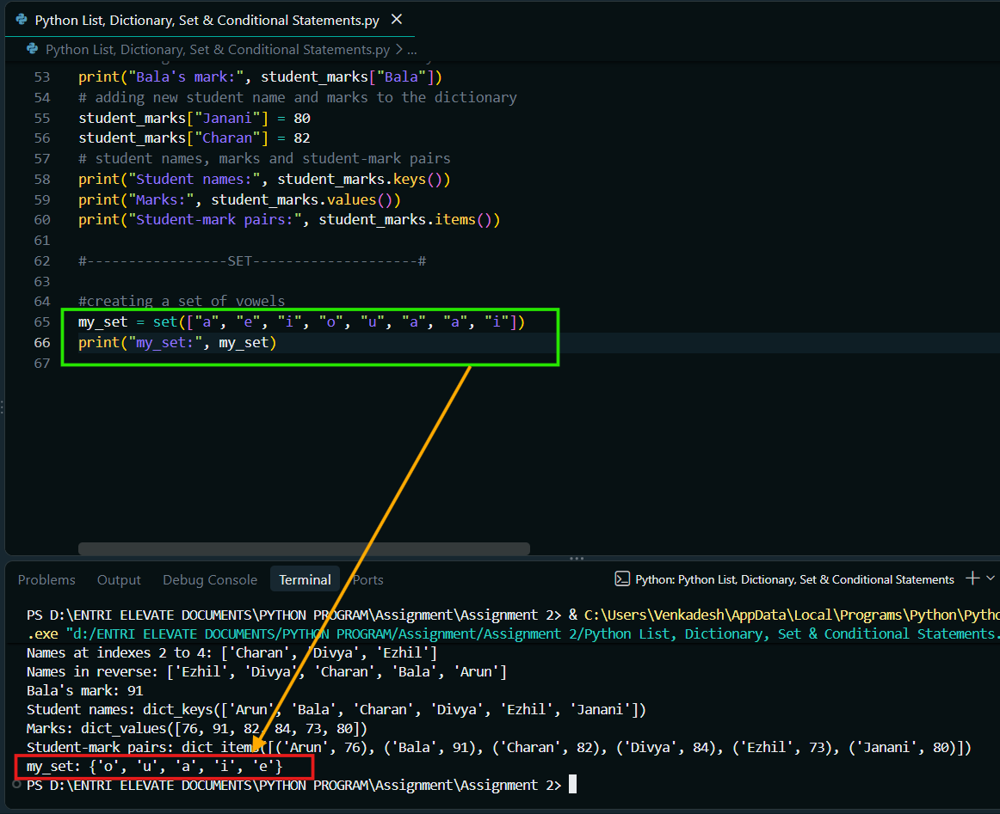 Python List, Dictionary, Set & Conditional Statements.py
Python List, Dictionary, Set & Conditional Statements.py > ...
53 print("Bala's mark:", student_marks["Bala"])
54 # adding new student name and marks to the dictionary
55 student_marks["Janani"] = 80
56 student_marks["Charan"] = 82
57 # student names, marks and student-mark pairs
58 print("Student names:", student_marks.keys())
59 print("Marks:", student_marks.values())
60 print("Student-mark pairs:", student_marks.items())
61
62 #-----------------SET--------------------#
63
64 #creating a set of vowels
65 my_set = set(["a", "e", "i", "o", "u", "a", "a", "i"])
66 print("my_set:", my_set)
67
Problems Output Debug Console Terminal Ports Python: Python List, Dictionary, Set & Conditional Statements
PS D:\ENTRI ELEVATE DOCUMENTS\PYTHON PROGRAM\Assignment\Assignment 2> & C:\Users\Venkadesh\AppData\Local\Programs\Python\Pytho
.exe "d:/ENTRI ELEVATE DOCUMENTS/PYTHON PROGRAM/Assignment/Assignment 2/Python List, Dictionary, Set & Conditional Statements.
Names at indexes 2 to 4: ['Charan', 'Divya', 'Ezhil']
Names in reverse: ['Ezhil', 'Divya', 'Charan', 'Bala', 'Arun']
Bala's mark: 91
Student names: dict_keys(['Arun', 'Bala', 'Charan', 'Divya', 'Ezhil', 'Janani'])
Marks: dict_values([76, 91, 82, 84, 73, 80])
Student-mark pairs: dict_items([('Arun', 76), ('Bala', 91), ('Charan', 82), ('Divya', 84), ('Ezhil', 73), ('Janani', 80)])
my_set: {'o', 'u', 'a', 'i', 'e'}
PS D:\ENTRI ELEVATE DOCUMENTS\PYTHON PROGRAM\Assignment\Assignment 2>